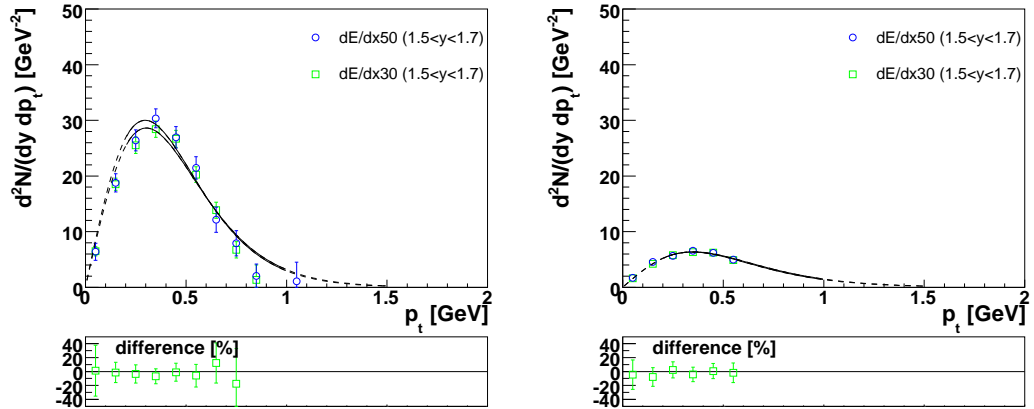 d²N/(dy dp_t) [GeV⁻²]
50
40
30
20
10
0
dE/dx50 (1.5<y<1.7)
dE/dx30 (1.5<y<1.7)
0 0.5 1 1.5 2
p_t [GeV]
difference [%]
40
20
0
-20
-40
d²N/(dy dp_t) [GeV⁻²]
50
40
30
20
10
0
dE/dx50 (1.5<y<1.7)
dE/dx30 (1.5<y<1.7)
0 0.5 1 1.5 2
p_t [GeV]
difference [%]
40
20
0
-20
-40